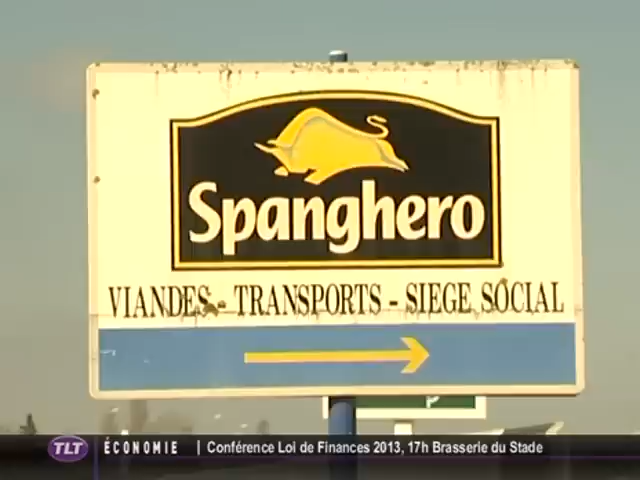 Spanghero
VIANDES - TRANSPORTS - SIEGE SOCIAL
P
TLT ÉCONOMIE | Conférence Loi de Finances 2013, 17h Brasserie du Stade